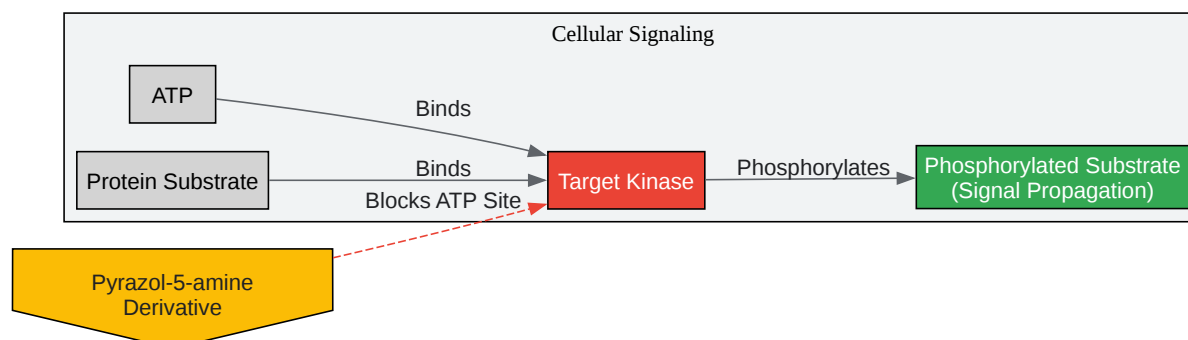 Cellular Signaling
ATP
Binds
Protein Substrate
Binds
Blocks ATP Site
Target Kinase
Phosphorylates
Phosphorylated Substrate
(Signal Propagation)
Pyrazol-5-amine
Derivative